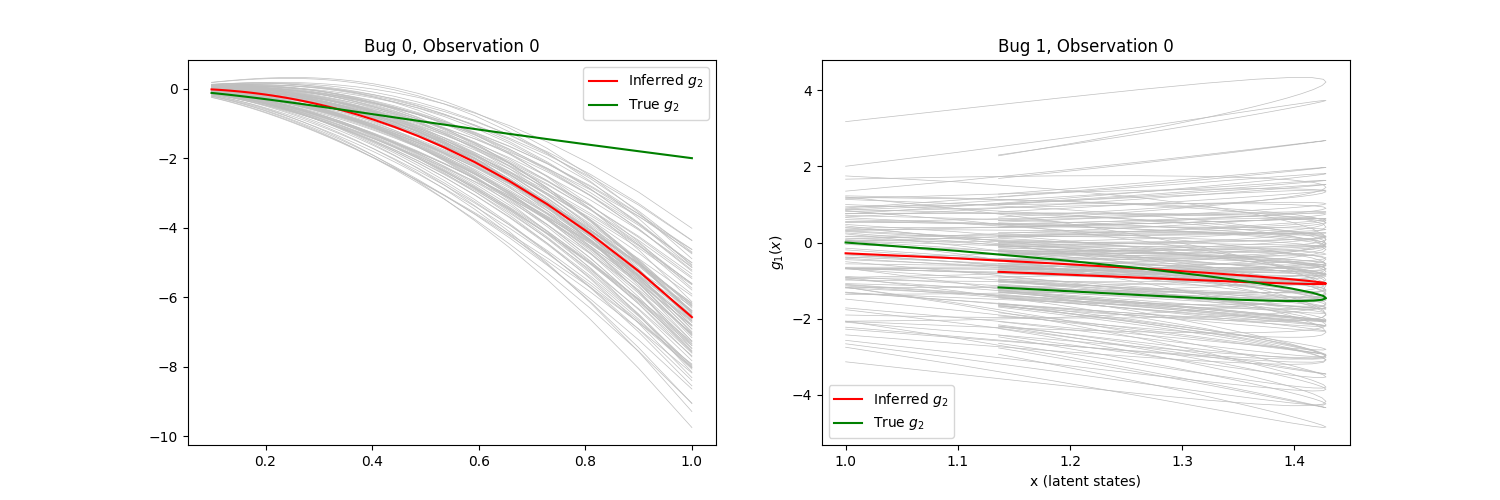 Bug 0, Observation 0
Inferred g₂
True g₂
0
−2
−4
−6
−8
−10
0.2
0.4
0.6
0.8
1.0
Bug 1, Observation 0
g₁(x)
4
2
0
−2
−4
Inferred g₂
True g₂
1.0
1.1
1.2
1.3
1.4
x (latent states)